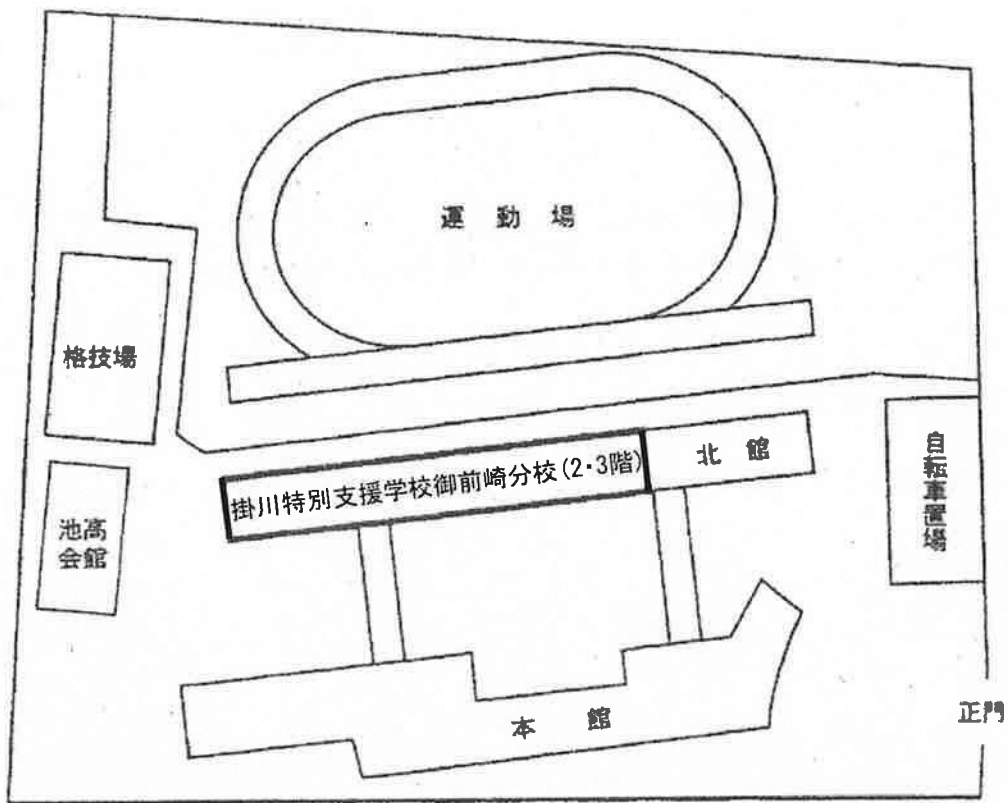 運動場
格技場
掛川特別支援学校御前崎分校(2・3階)
北館
自転車置場
池高
会館
本館
正門